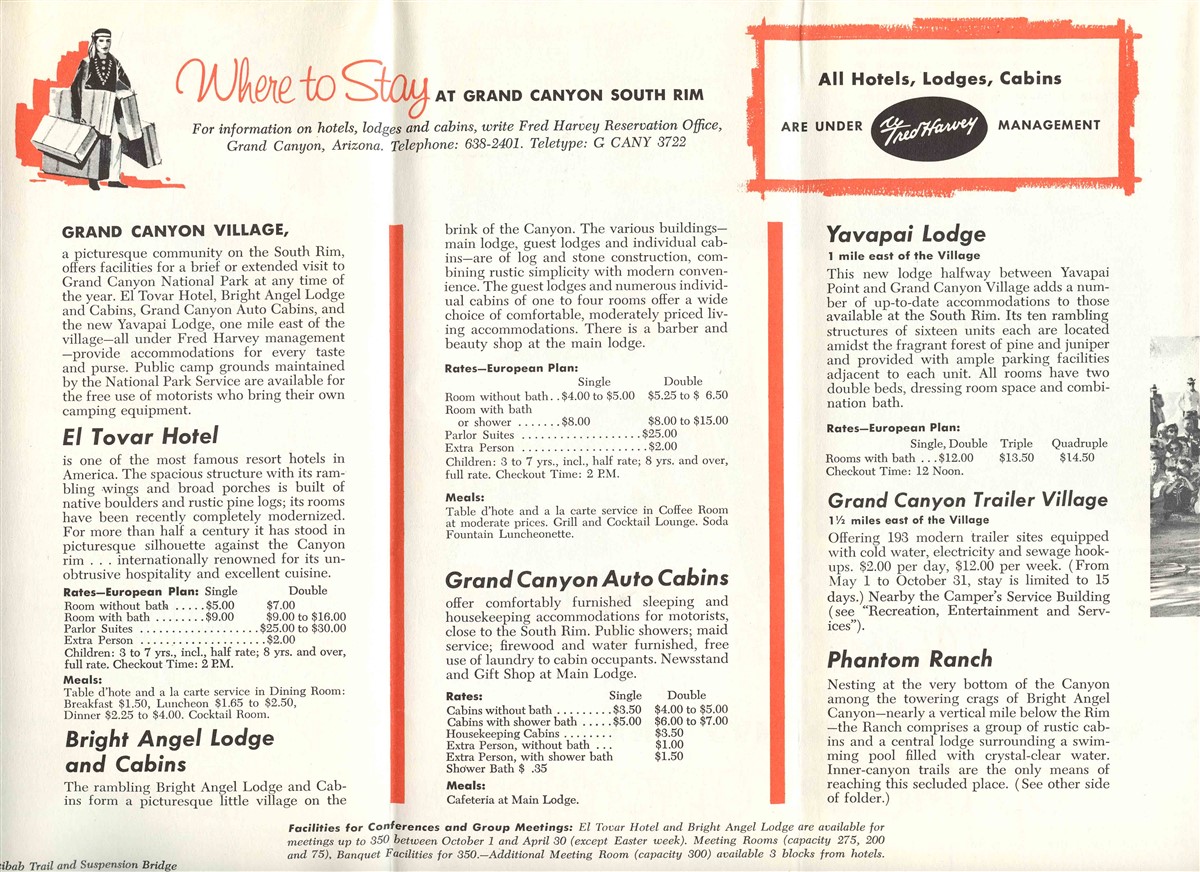 Where to Stay AT GRAND CANYON SOUTH RIM
For information on hotels, lodges and cabins, write Fred Harvey Reservation Office,
Grand Canyon, Arizona. Telephone: 638-2401. Teletype: G CANY 3722
All Hotels, Lodges, Cabins
ARE UNDER Fred Harvey MANAGEMENT
GRAND CANYON VILLAGE,
a picturesque community on the South Rim,
offers facilities for a brief or extended visit to
Grand Canyon National Park at any time of
the year. El Tovar Hotel, Bright Angel Lodge
and Cabins, Grand Canyon Auto Cabins, and
the new Yavapai Lodge, one mile east of the
village—all under Fred Harvey management
—provide accommodations for every taste
and purse. Public camp grounds maintained
by the National Park Service are available for
the free use of motorists who bring their own
camping equipment.
El Tovar Hotel
is one of the most famous resort hotels in
America. The spacious structure with its ram-
bling wings and broad porches is built of
native boulders and rustic pine logs; its rooms
have been recently completely modernized.
For more than half a century it has stood in
picturesque silhouette against the Canyon
rim . . . internationally renowned for its un-
obtrusive hospitality and excellent cuisine.
Rates—European Plan: Single Double
Room without bath . . . . . $5.00 $7.00
Room with bath . . . . . . . . $9.00 $9.00 to $16.00
Parlor Suites . . . . . . . . . . . . . . . . . . . $25.00 to $30.00
Extra Person . . . . . . . . . . . . . . . . . . . . $2.00
Children: 3 to 7 yrs., incl., half rate; 8 yrs. and over,
full rate. Checkout Time: 2 P.M.
Meals:
Table d'hote and a la carte service in Dining Room:
Breakfast $1.50, Luncheon $1.65 to $2.50,
Dinner $2.25 to $4.00. Cocktail Room.
Bright Angel Lodge
and Cabins
The rambling Bright Angel Lodge and Cab-
ins form a picturesque little village on the
brink of the Canyon. The various buildings—
main lodge, guest lodges and individual cab-
ins—are of log and stone construction, com-
bining rustic simplicity with modern conven-
ience. The guest lodges and numerous individ-
ual cabins of one to four rooms offer a wide
choice of comfortable, moderately priced liv-
ing accommodations. There is a barber and
beauty shop at the main lodge.
Rates—European Plan:
Single Double
Room without bath . . $4.00 to $5.00 $5.25 to $ 6.50
Room with bath
or shower . . . . . . . $8.00 $8.00 to $15.00
Parlor Suites . . . . . . . . . . . . . . . . . . . $25.00
Extra Person . . . . . . . . . . . . . . . . . . . . $2.00
Children: 3 to 7 yrs., incl., half rate; 8 yrs. and over,
full rate. Checkout Time: 2 P.M.
Meals:
Table d'hote and a la carte service in Coffee Room
at moderate prices. Grill and Cocktail Lounge. Soda
Fountain Luncheonette.
Grand Canyon Auto Cabins
offer comfortably furnished sleeping and
housekeeping accommodations for motorists,
close to the South Rim. Public showers; maid
service; firewood and water furnished, free
use of laundry to cabin occupants. Newsstand
and Gift Shop at Main Lodge.
Rates: Single Double
Cabins without bath . . . . . . . . . $3.50 $4.00 to $5.00
Cabins with shower bath . . . . . $5.00 $6.00 to $7.00
Housekeeping Cabins . . . . . . . . $3.50
Extra Person, without bath . . . $1.00
Extra Person, with shower bath $1.50
Shower Bath $ .35
Meals:
Cafeteria at Main Lodge.
Yavapai Lodge
1 mile east of the Village
This new lodge halfway between Yavapai
Point and Grand Canyon Village adds a num-
ber of up-to-date accommodations to those
available at the South Rim. Its ten rambling
structures of sixteen units each are located
amidst the fragrant forest of pine and juniper
and provided with ample parking facilities
adjacent to each unit. All rooms have two
double beds, dressing room space and combi-
nation bath.
Rates—European Plan:
Single, Double Triple Quadruple
Rooms with bath . . . $12.00 $13.50 $14.50
Checkout Time: 12 Noon.
Grand Canyon Trailer Village
1½ miles east of the Village
Offering 193 modern trailer sites equipped
with cold water, electricity and sewage hook-
ups. $2.00 per day, $12.00 per week. (From
May 1 to October 31, stay is limited to 15
days.) Nearby the Camper's Service Building
(see "Recreation, Entertainment and Serv-
ices").
Phantom Ranch
Nesting at the very bottom of the Canyon
among the towering crags of Bright Angel
Canyon—nearly a vertical mile below the Rim
—the Ranch comprises a group of rustic cab-
ins and a central lodge surrounding a swim-
ming pool filled with crystal-clear water.
Inner-canyon trails are the only means of
reaching this secluded place. (See other side
of folder.)
Facilities for Conferences and Group Meetings: El Tovar Hotel and Bright Angel Lodge are available for
meetings up to 350 between October 1 and April 30 (except Easter week). Meeting Rooms (capacity 275, 200
and 75), Banquet Facilities for 350.—Additional Meeting Room (capacity 300) available 3 blocks from hotels.
ibab Trail and Suspension Bridge